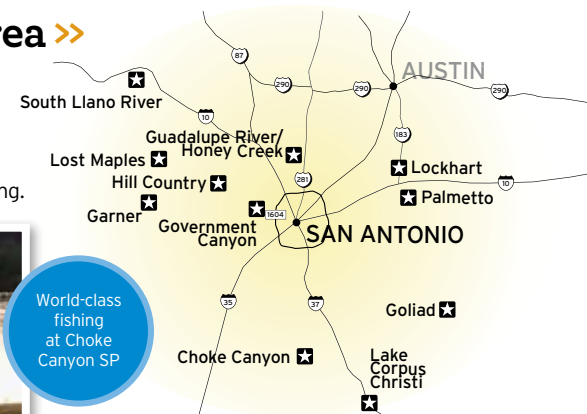 rea >>
87
290
290
290
AUSTIN
South Llano River
10
183
Guadalupe River/
Honey Creek
Lost Maples
Lockhart
281
10
Hill Country
ng.
Palmetto
Garner
1604
Government
Canyon
SAN ANTONIO
World-class
fishing
at Choke
Canyon SP
35
37
Goliad
Choke Canyon
Lake
Corpus
Christi